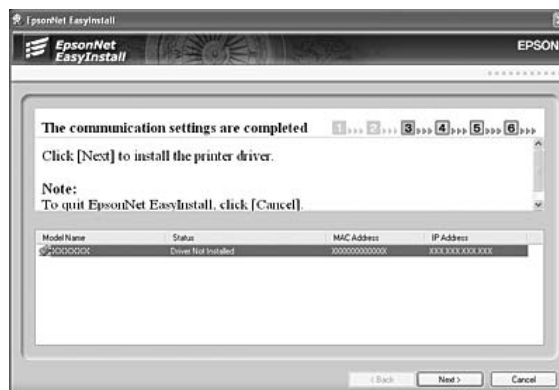 EpsonNet EasyInstall
EpsonNet
EasyInstall
EPSON
The communication settings are completed 1 2 3 4 5 6
Click [Next] to install the printer driver.
Note:
To quit EpsonNet EasyInstall, click [Cancel].
Model Name Status MAC Address IP Address
XXXXXXX Driver Not Installed XXXXXXXXXXXX XXX.XXX.XXX.XXX
< Back Next > Cancel